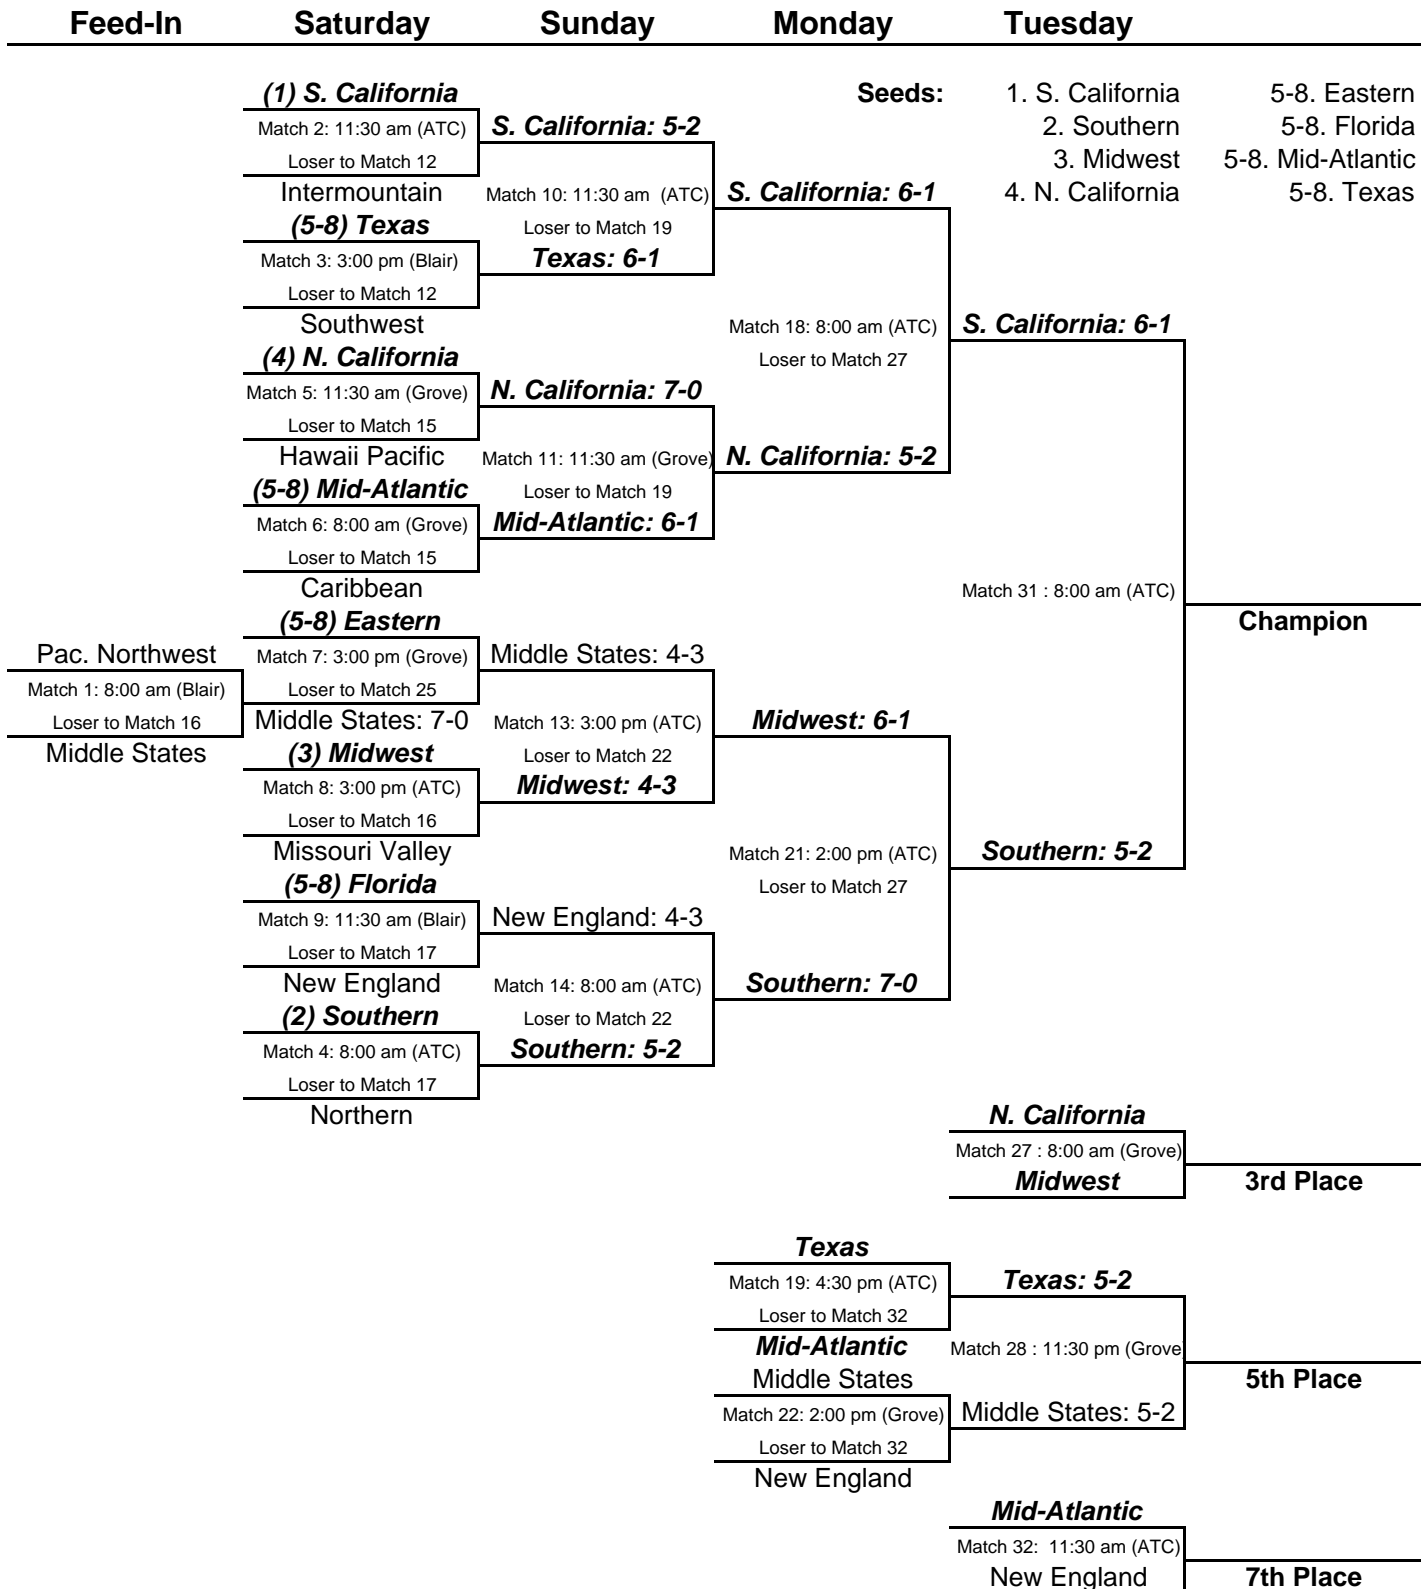 Feed-In Saturday Sunday Monday Tuesday
(1) S. California Seeds: 1. S. California 5-8. Eastern
Match 2: 11:30 am (ATC) S. California: 5-2 2. Southern 5-8. Florida
Loser to Match 12 3. Midwest 5-8. Mid-Atlantic
Intermountain Match 10: 11:30 am (ATC) S. California: 6-1 4. N. California 5-8. Texas
(5-8) Texas Loser to Match 19
Match 3: 3:00 pm (Blair) Texas: 6-1
Loser to Match 12
Southwest Match 18: 8:00 am (ATC) S. California: 6-1
(4) N. California Loser to Match 27
Match 5: 11:30 am (Grove) N. California: 7-0
Loser to Match 15
Hawaii Pacific Match 11: 11:30 am (Grove) N. California: 5-2
(5-8) Mid-Atlantic Loser to Match 19
Match 6: 8:00 am (Grove) Mid-Atlantic: 6-1
Loser to Match 15
Caribbean Match 31 : 8:00 am (ATC)
(5-8) Eastern Champion
Pac. Northwest Match 7: 3:00 pm (Grove) Middle States: 4-3
Match 1: 8:00 am (Blair) Loser to Match 25
Loser to Match 16 Middle States: 7-0 Match 13: 3:00 pm (ATC) Midwest: 6-1
Middle States (3) Midwest Loser to Match 22
Match 8: 3:00 pm (ATC) Midwest: 4-3
Loser to Match 16
Missouri Valley Match 21: 2:00 pm (ATC) Southern: 5-2
(5-8) Florida Loser to Match 27
Match 9: 11:30 am (Blair) New England: 4-3
Loser to Match 17
New England Match 14: 8:00 am (ATC) Southern: 7-0
(2) Southern Loser to Match 22
Match 4: 8:00 am (ATC) Southern: 5-2
Loser to Match 17
Northern N. California
Match 27 : 8:00 am (Grove)
Midwest 3rd Place
Texas
Match 19: 4:30 pm (ATC) Texas: 5-2
Loser to Match 32
Mid-Atlantic Match 28 : 11:30 pm (Grove
Middle States 5th Place
Match 22: 2:00 pm (Grove) Middle States: 5-2
Loser to Match 32
New England
Mid-Atlantic
Match 32: 11:30 am (ATC)
New England 7th Place